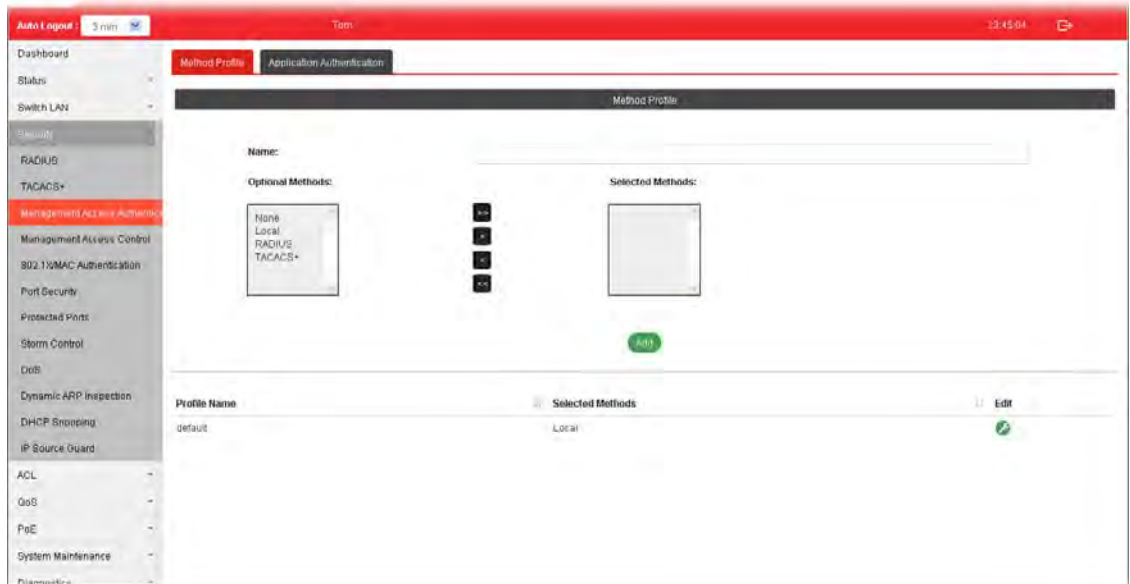 Auto Logout : 3 min
Tom
23:45:04
Dashboard
Status
Switch LAN
Security
RADIUS
TACACS+
Management Access Authentica
Management Access Control
802.1X/MAC Authentication
Port Security
Protected Ports
Storm Control
DoS
Dynamic ARP Inspection
DHCP Snooping
IP Source Guard
ACL
QoS
PoE
System Maintenance
Diagnostics
Method Profile
Application Authentication
Method Profile
Name:
Optional Methods:
Selected Methods:
None
Local
RADIUS
TACACS+
>>
>
<
<<
Add
Profile Name
Selected Methods
Edit
default
Local